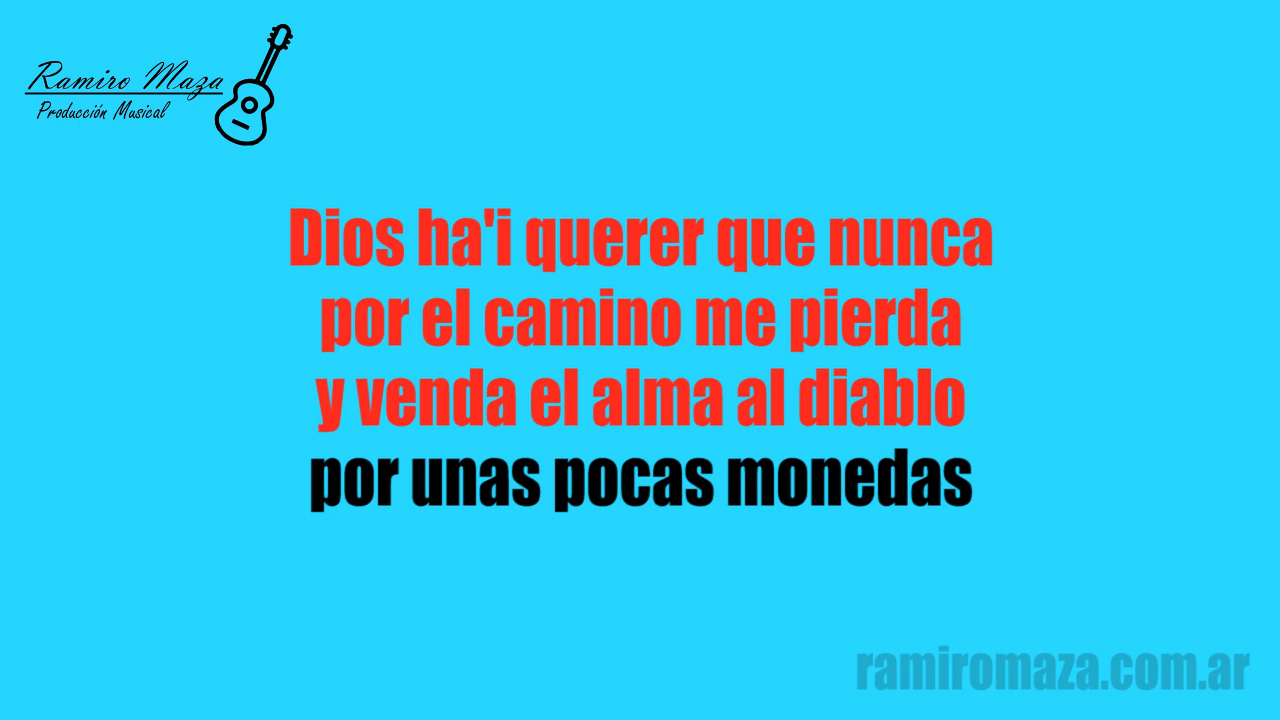 Ramiro Maza
Producción Musical
Dios ha'i querer que nunca
por el camino me pierda
y venda el alma al diablo
por unas pocas monedas
ramiromaza.com.ar